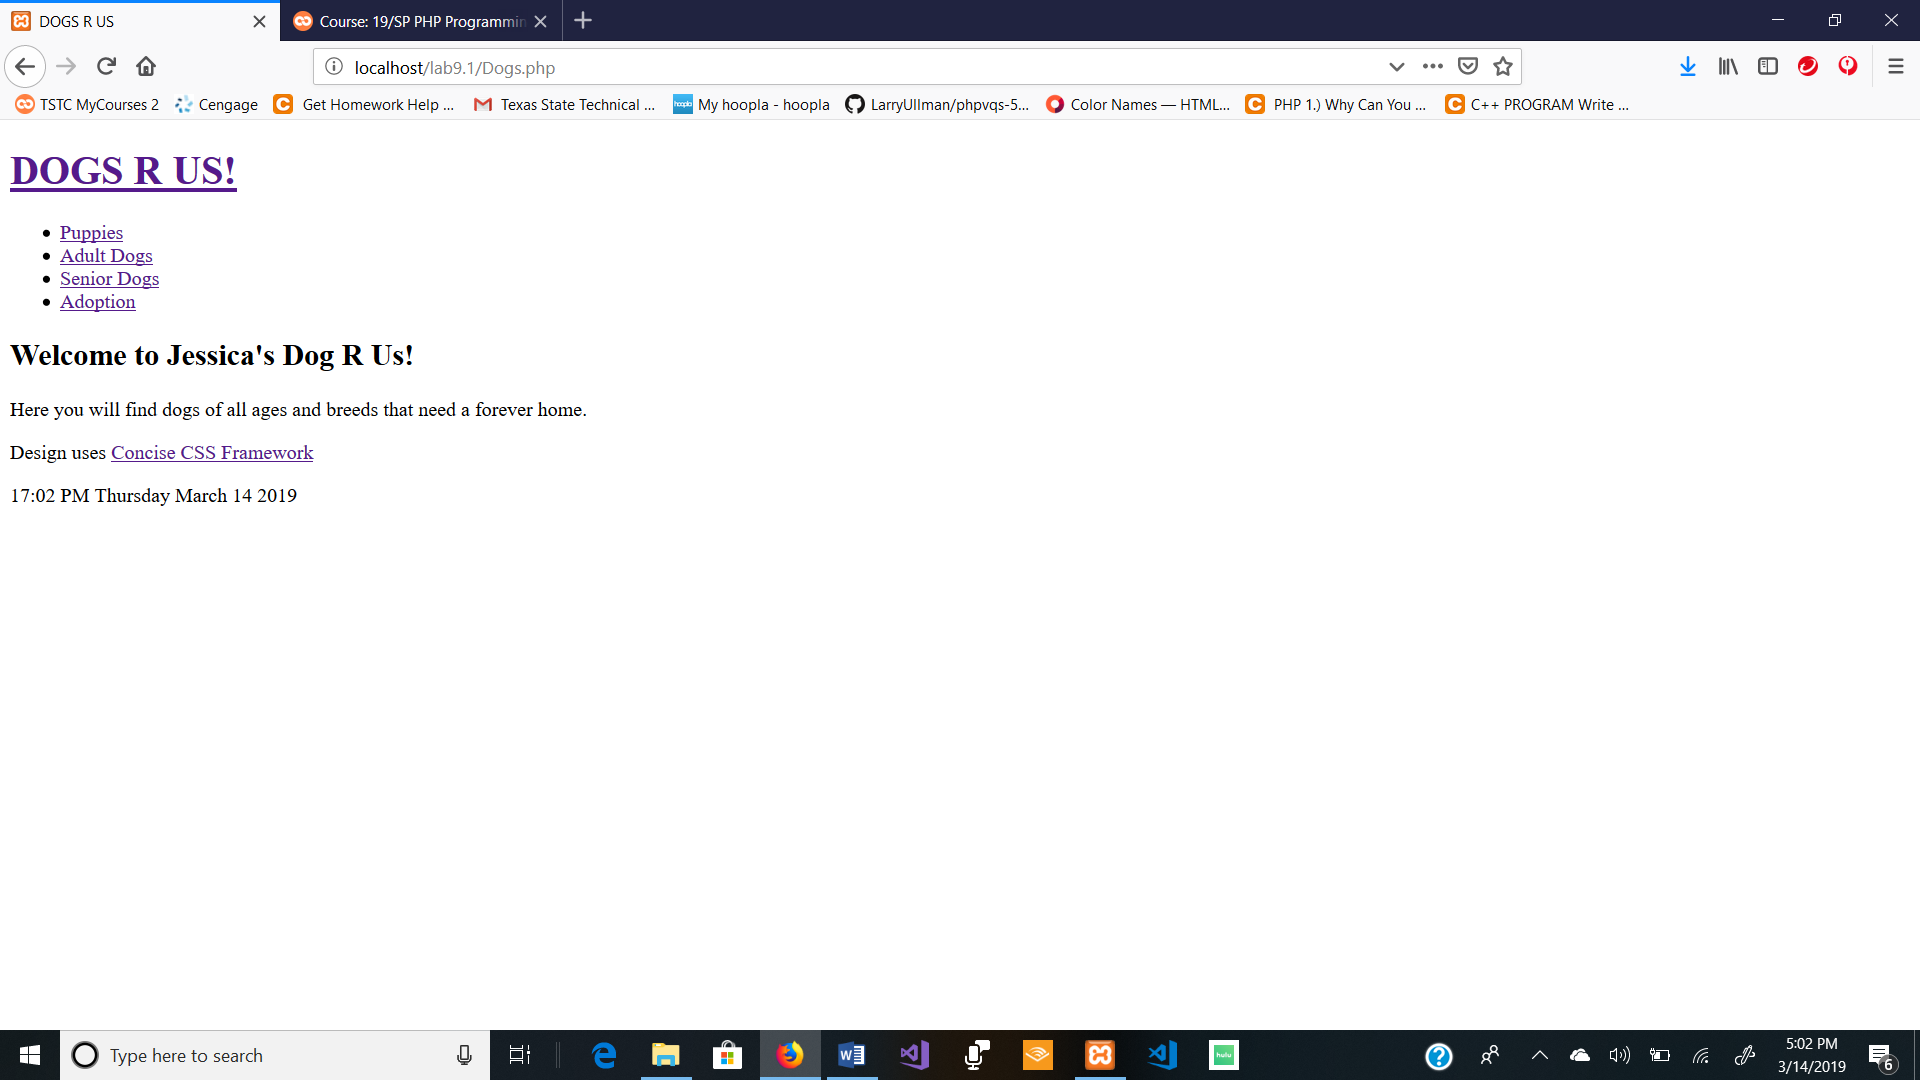 DOGS R US
Course: 19/SP PHP Programmin
localhost/lab9.1/Dogs.php
TSTC MyCourses 2 Cengage Get Homework Help ... Texas State Technical ... My hoopla - hoopla LarryUllman/phpvqs-5... Color Names — HTML... PHP 1.) Why Can You ... C++ PROGRAM Write ...
DOGS R US!
Puppies
Adult Dogs
Senior Dogs
Adoption
Welcome to Jessica's Dog R Us!
Here you will find dogs of all ages and breeds that need a forever home.
Design uses Concise CSS Framework
17:02 PM Thursday March 14 2019
Type here to search
hulu
5:02 PM
3/14/2019
6